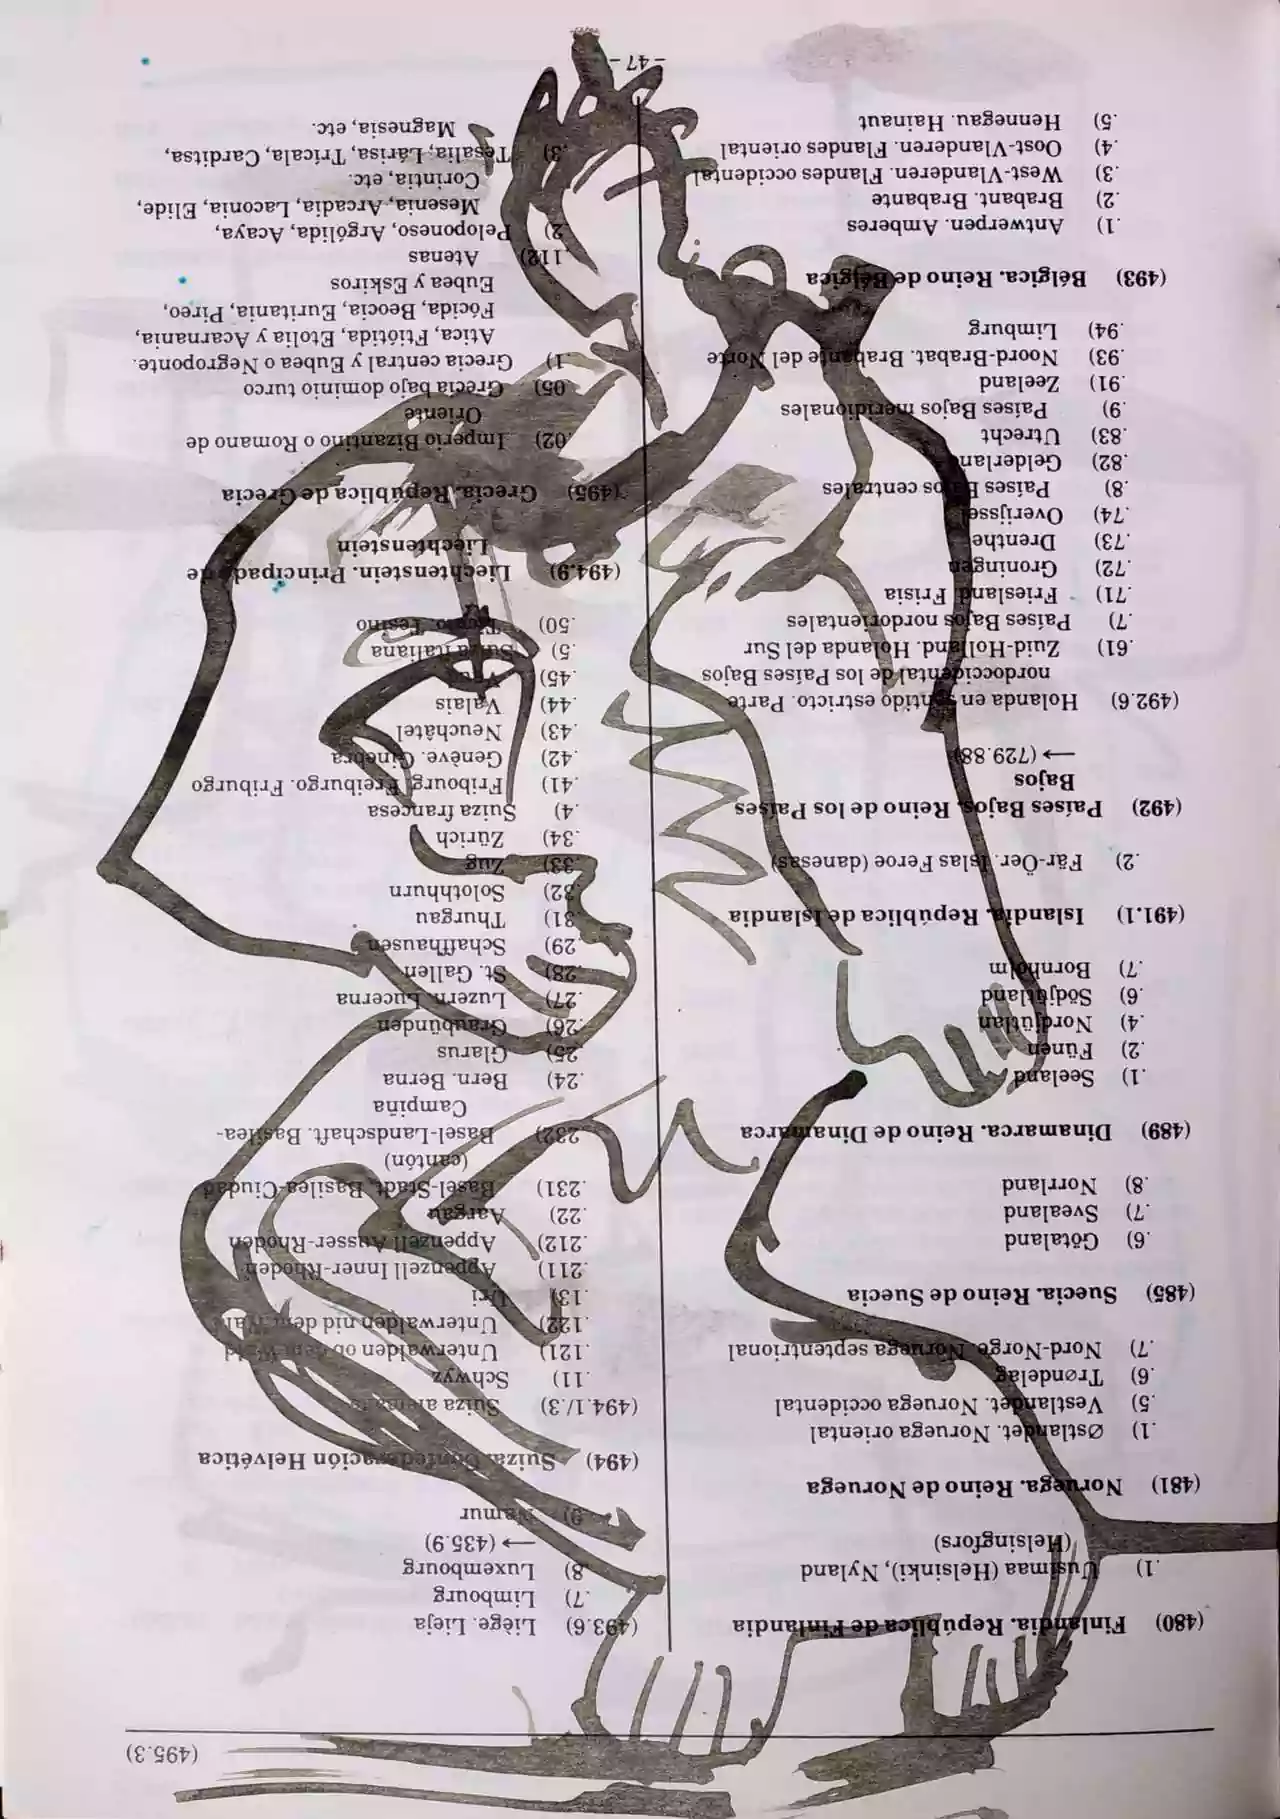 (495.3)
(480) Finlandia. República de Finlandia
.1) Uusimaa (Helsinki), Nyland
(Helsingfors)
(481) Noruega. Reino de Noruega
.1) Østlandet. Noruega oriental
.5) Vestlandet. Noruega occidental
.6) Trøndelag
.7) Nord-Norge. Noruega septentrional
(485) Suecia. Reino de Suecia
.6) Götaland
.7) Svealand
.8) Norrland
(489) Dinamarca. Reino de Dinamarca
.1) Seeland
.2) Fünen
.4) Nordjütlan
.6) Södjütland
.7) Bornholm
(491.1) Islandia. República de Islandia
.2) Fär-Öer. Islas Feroe (danesas)
(492) Países Bajos. Reino de los Países
Bajos
→ (729.88)
(492.6) Holanda en sentido estricto. Parte
nordoccidental de los Países Bajos
.61) Zuid-Holland. Holanda del Sur
.7) Países Bajos nordorientales
.71) Friesland. Frisia
.72) Groningen
.73) Drenthe
.74) Overijssel
.8) Países Bajos centrales
.82) Gelderlan
.83) Utrecht
.9) Países Bajos meridionales
.91) Zeeland
.93) Noord-Brabat. Brabante del Norte
.94) Limburg
(493) Bélgica. Reino de Bélgica
.1) Antwerpen. Amberes
.2) Brabant. Brabante
.3) West-Vlanderen. Flandes occidental
.4) Oost-Vlanderen. Flandes oriental
.5) Hennegau. Hainaut
(493.6) Liège. Lieja
.7) Limbourg
.8) Luxembourg
→ (435.9)
.9) Namur
(494) Suiza. Confederación Helvética
(494.1/.3) Suiza alemana
.11) Schwyz
.121) Unterwalden ob dem Wald
.122) Unterwalden nid dem Wald
.13) Uri
.211) Appenzell Inner-Rhoden
.212) Appenzell Ausser-Rhoden
.22) Aargau
.231) Basel-Stadt. Basilea-Ciudad
(cantón)
.232) Basel-Landschaft. Basilea-
Campiña
.24) Bern. Berna
.25) Glarus
.26) Graubünden
.27) Luzern. Lucerna
.28) St. Gallen
.29) Schaffhausen
.31) Thurgau
.32) Solothhurn
.33) Zug
.34) Zürich
.4) Suiza francesa
.41) Fribourg. Freiburgo. Friburgo
.42) Genève. Ginebra
.43) Neuchâtel
.44) Valais
.45) Vaud
.5) Suiza italiana
.50) Ticino. Tesino
(494.9) Liechtenstein. Principado de
Liechtenstein
(495) Grecia. República de Grecia
.02) Imperio Bizantino o Romano de
Oriente
.05) Grecia bajo dominio turco
.1) Grecia central y Eubea o Negroponte.
Atica, Ftiótida, Etolia y Acarnania,
Fócida, Beocia, Euritania, Pireo,
Eubea y Eskiros
.112) Atenas
.2) Peloponeso, Argólida, Acaya,
Mesenia, Arcadia, Laconia, Elide,
Corintia, etc.
.3) Tesalia, Lárisa, Tricala, Carditsa,
Magnesia, etc.
- 47 -